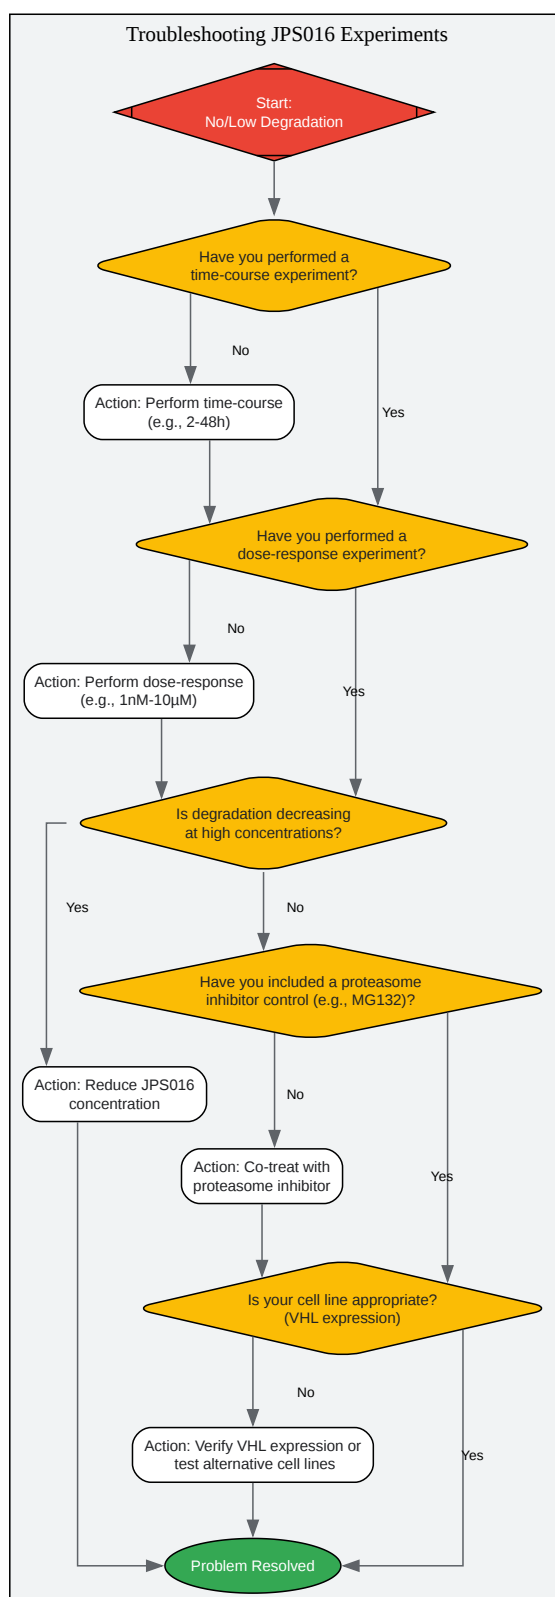 Troubleshooting JPS016 Experiments
Start:
No/Low Degradation
Have you performed a
time-course experiment?
No
Action: Perform time-course
(e.g., 2-48h)
Yes
Have you performed a
dose-response experiment?
No
Action: Perform dose-response
(e.g., 1nM-10µM)
Yes
Is degradation decreasing
at high concentrations?
Yes
No
Have you included a proteasome
inhibitor control (e.g., MG132)?
Action: Reduce JPS016
concentration
No
Action: Co-treat with
proteasome inhibitor
Yes
Is your cell line appropriate?
(VHL expression)
No
Action: Verify VHL expression or
test alternative cell lines
Yes
Problem Resolved